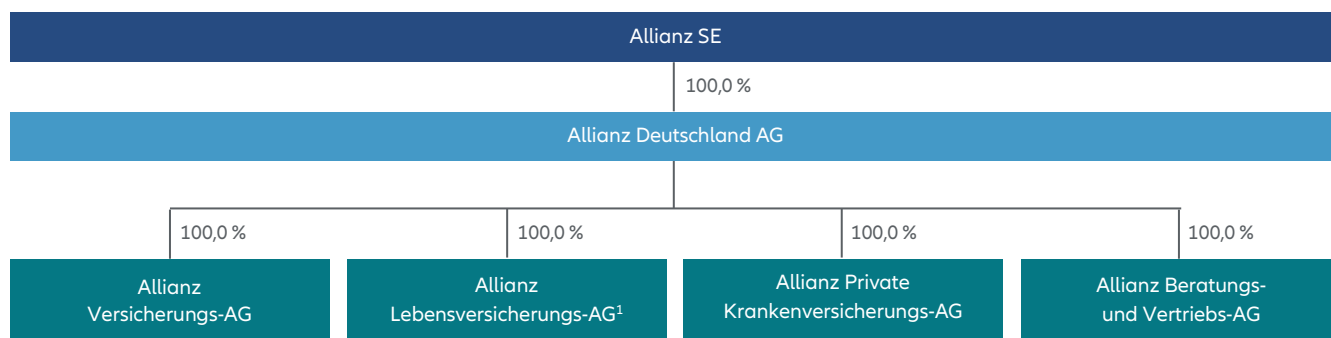 Allianz SE
100,0 %
Allianz Deutschland AG
100,0 %
100,0 %
100,0 %
100,0 %
Allianz
Versicherungs-AG
Allianz
Lebensversicherungs-AG¹
Allianz Private
Krankenversicherungs-AG
Allianz Beratungs-
und Vertriebs-AG